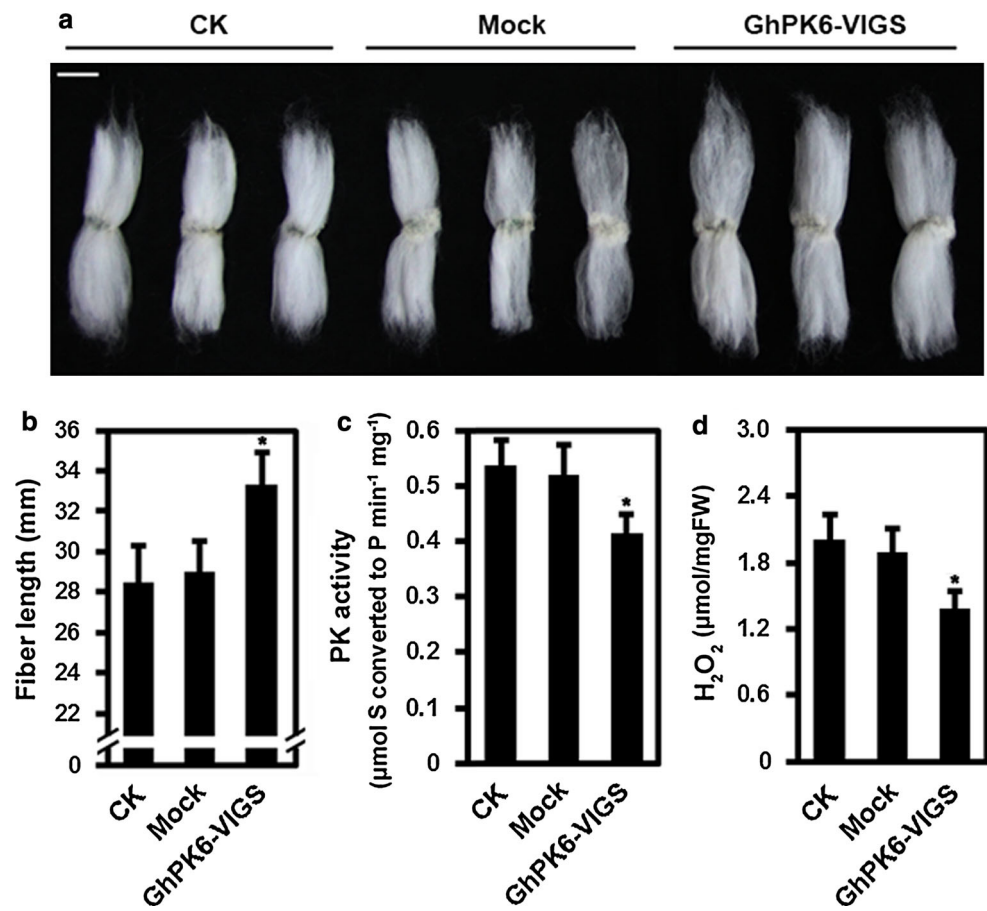 a
CK
Mock
GhPK6-VIGS
b
Fiber length (mm)
36
34
32
30
28
26
24
22
0
*
CK
Mock
GhPK6-VIGS
c
PK activity
(μmol S converted to P min⁻¹ mg⁻¹)
0.6
0.5
0.4
0.3
0.2
0.1
0
*
CK
Mock
GhPK6-VIGS
d
H₂O₂ (μmol/mgFW)
3.0
2.4
1.8
1.2
0.6
0
*
CK
Mock
GhPK6-VIGS